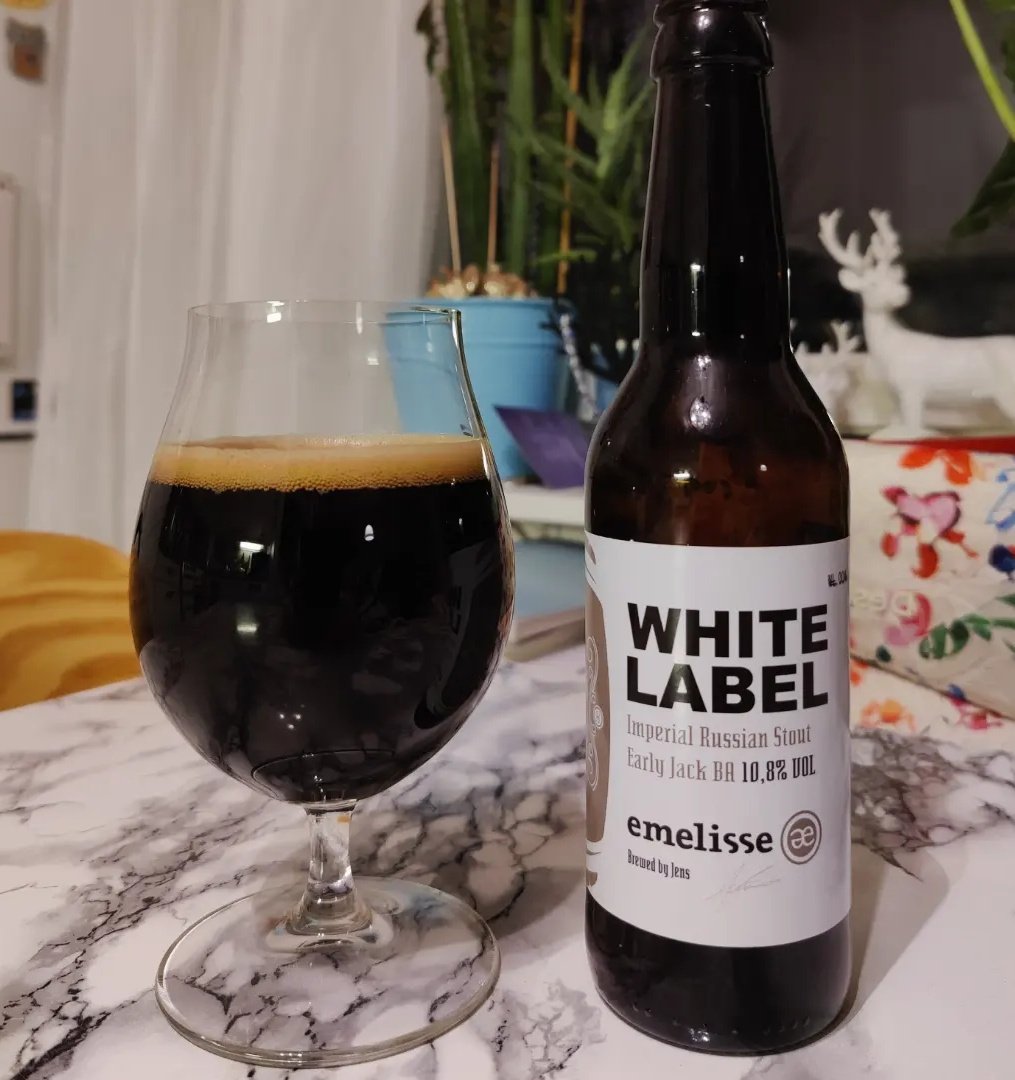 WHITE
LABEL
Imperial Russian Stout
Early Jack BA 10,8% VOL
emelisse æ
Brewed by Jens